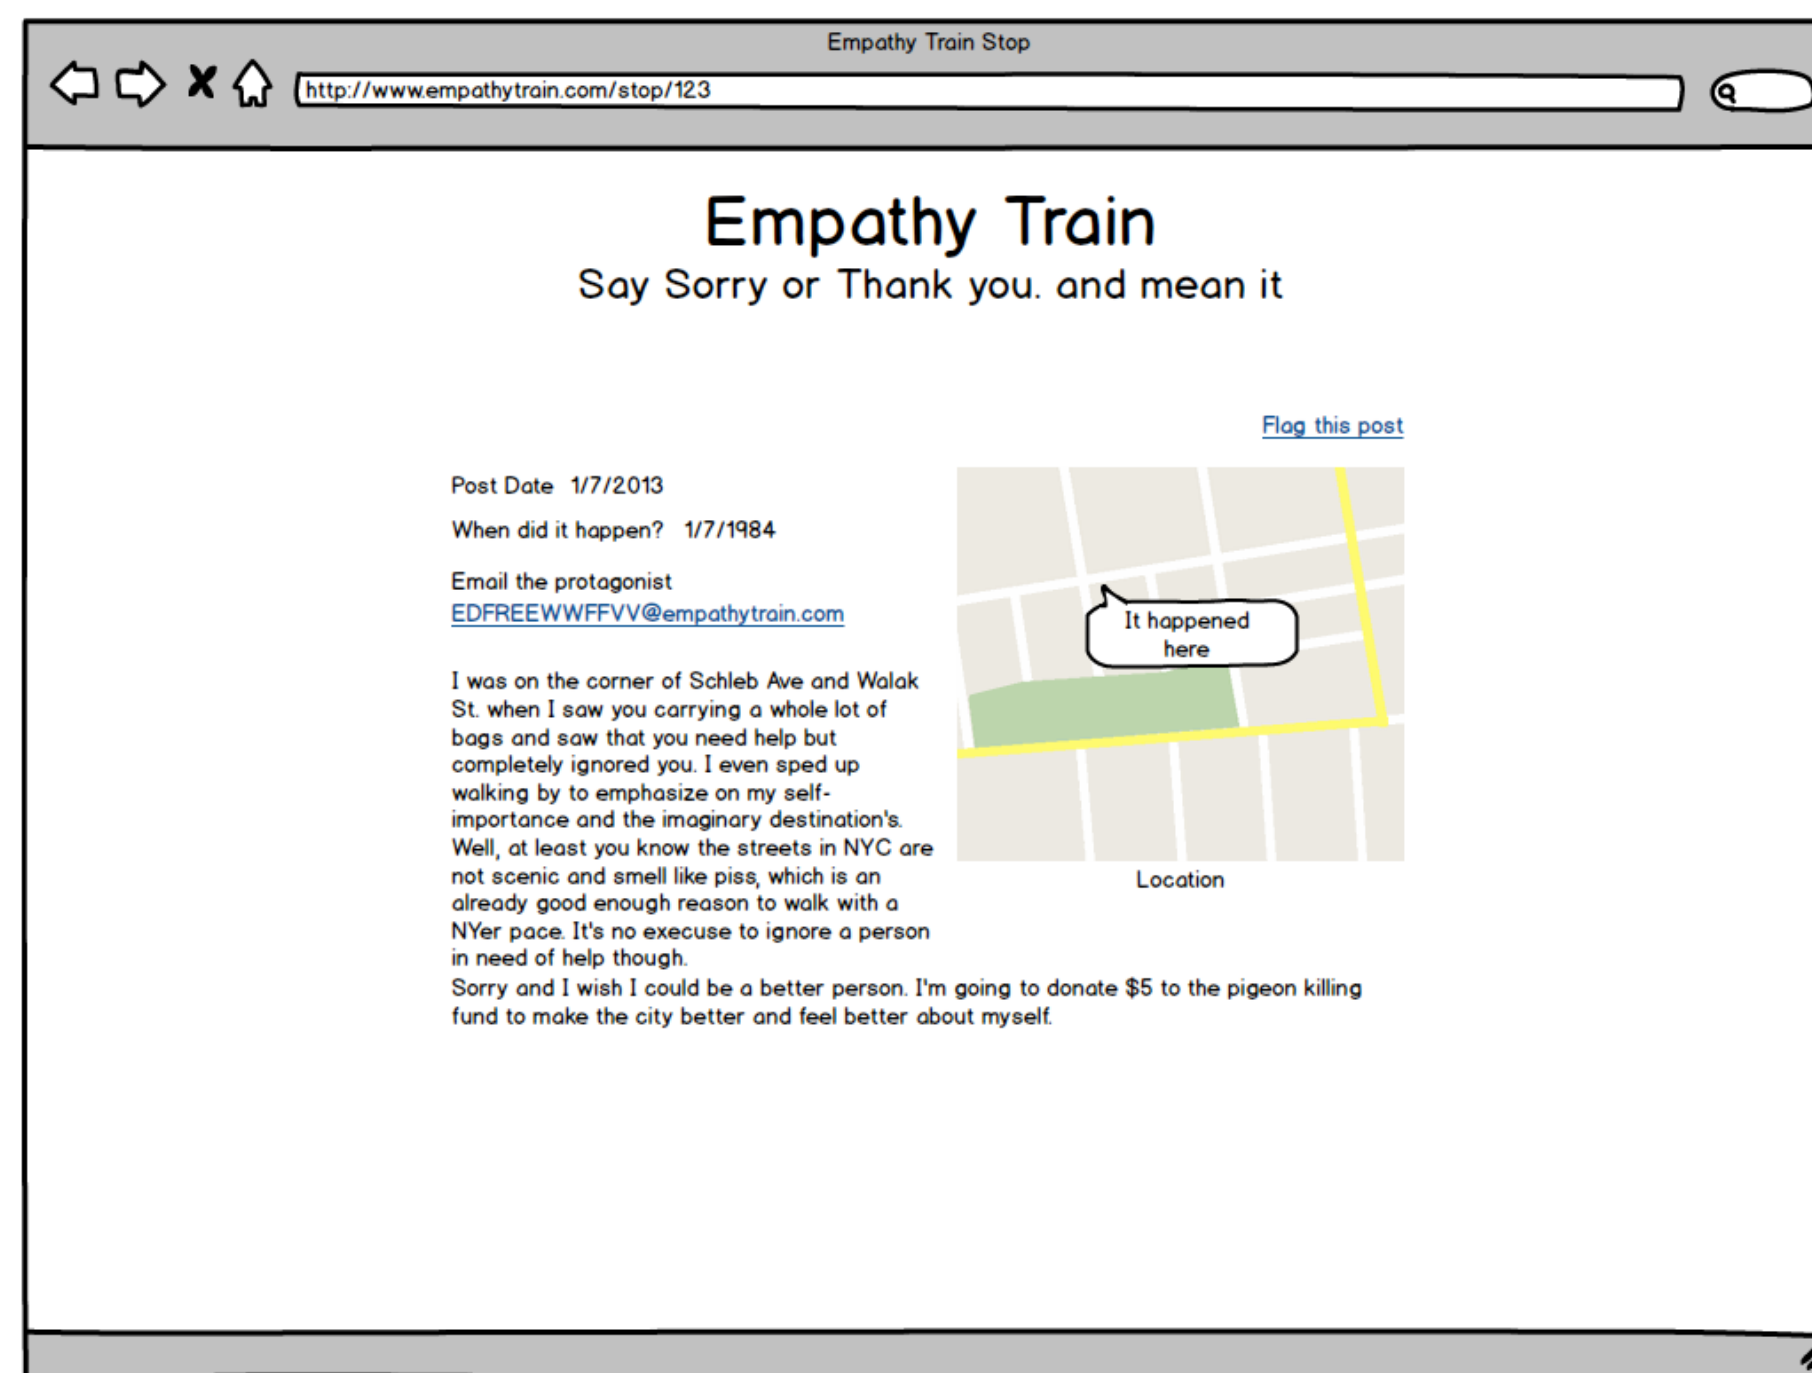 Empathy Train Stop
http://www.empathytrain.com/stop/123
Empathy Train
Say Sorry or Thank you. and mean it
Flag this post
Post Date 1/7/2013
When did it happen? 1/7/1984
Email the protagonist
EDFREEWWFFVV@empathytrain.com
I was on the corner of Schleb Ave and Walak
St. when I saw you carrying a whole lot of
bags and saw that you need help but
completely ignored you. I even sped up
walking by to emphasize on my self-
importance and the imaginary destination's.
Well, at least you know the streets in NYC are
not scenic and smell like piss, which is an
already good enough reason to walk with a
NYer pace. It's no execuse to ignore a person
in need of help though.
Sorry and I wish I could be a better person. I'm going to donate $5 to the pigeon killing
fund to make the city better and feel better about myself.
It happened
here
Location